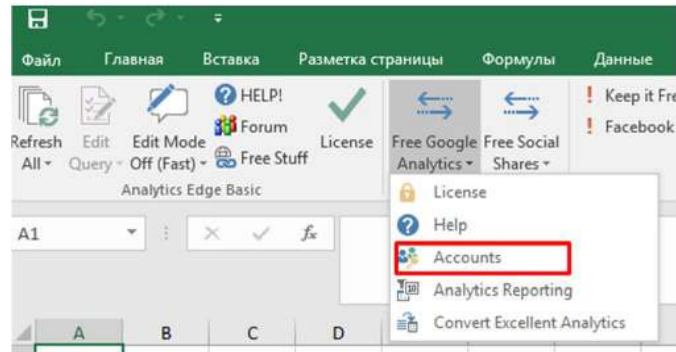 Файл Главная Вставка Разметка страницы Формулы Данные
Refresh All
Edit Query
Edit Mode Off (Fast)
HELP!
Forum
Free Stuff
License
Free Google Analytics
Free Social Shares
! Keep it Fre
! Facebook
Analytics Edge Basic
License
Help
Accounts
Analytics Reporting
Convert Excellent Analytics
A1
fx
A B C D